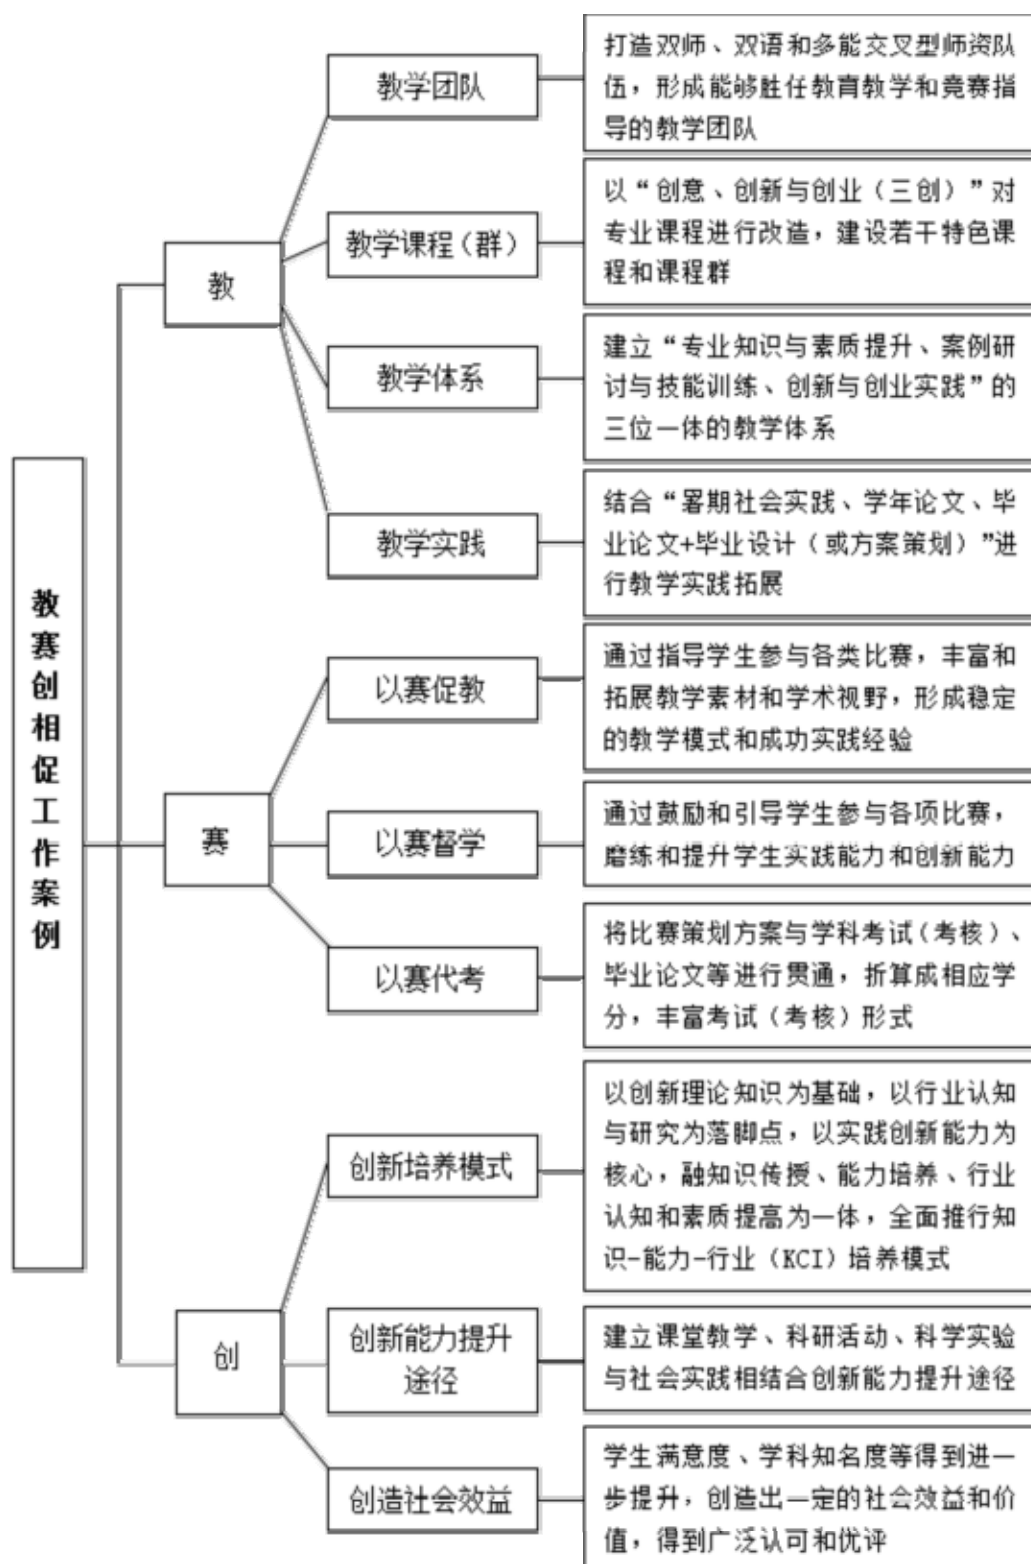 教赛创相促工作案例
教
教学团队
打造双师、双语和多能交叉型师资队
伍，形成能够胜任教育教学和竞赛指
导的教学团队
教学课程（群）
以“创意、创新与创业（三创）”对
专业课程进行改造，建设若干特色课
程和课程群
教学体系
建立“专业知识与素质提升、案例研
讨与技能训练、创新与创业实践”的
三位一体的教学体系
教学实践
结合“暑期社会实践、学年论文、毕
业论文+毕业设计（或方案策划）”进
行教学实践拓展
赛
以赛促教
通过指导学生参与各类比赛，丰富和
拓展教学素材和学术视野，形成稳定
的教学模式和成功实践经验
以赛督学
通过鼓励和引导学生参与各项比赛，
磨练和提升学生实践能力和创新能力
以赛代考
将比赛策划方案与学科考试（考核）、
毕业论文等进行贯通，折算成相应学
分，丰富考试（考核）形式
创
创新培养模式
以创新理论知识为基础，以行业认知
与研究为落脚点，以实践创新能力为
核心，融知识传授、能力培养、行业
认知和素质提高为一体，全面推行知
识-能力-行业（KCI）培养模式
创新能力提升
途径
建立课堂教学、科研活动、科学实验
与社会实践相结合创新能力提升途径
创造社会效益
学生满意度、学科知名度等得到进一
步提升，创造出一定的社会效益和价
值，得到广泛认可和优评